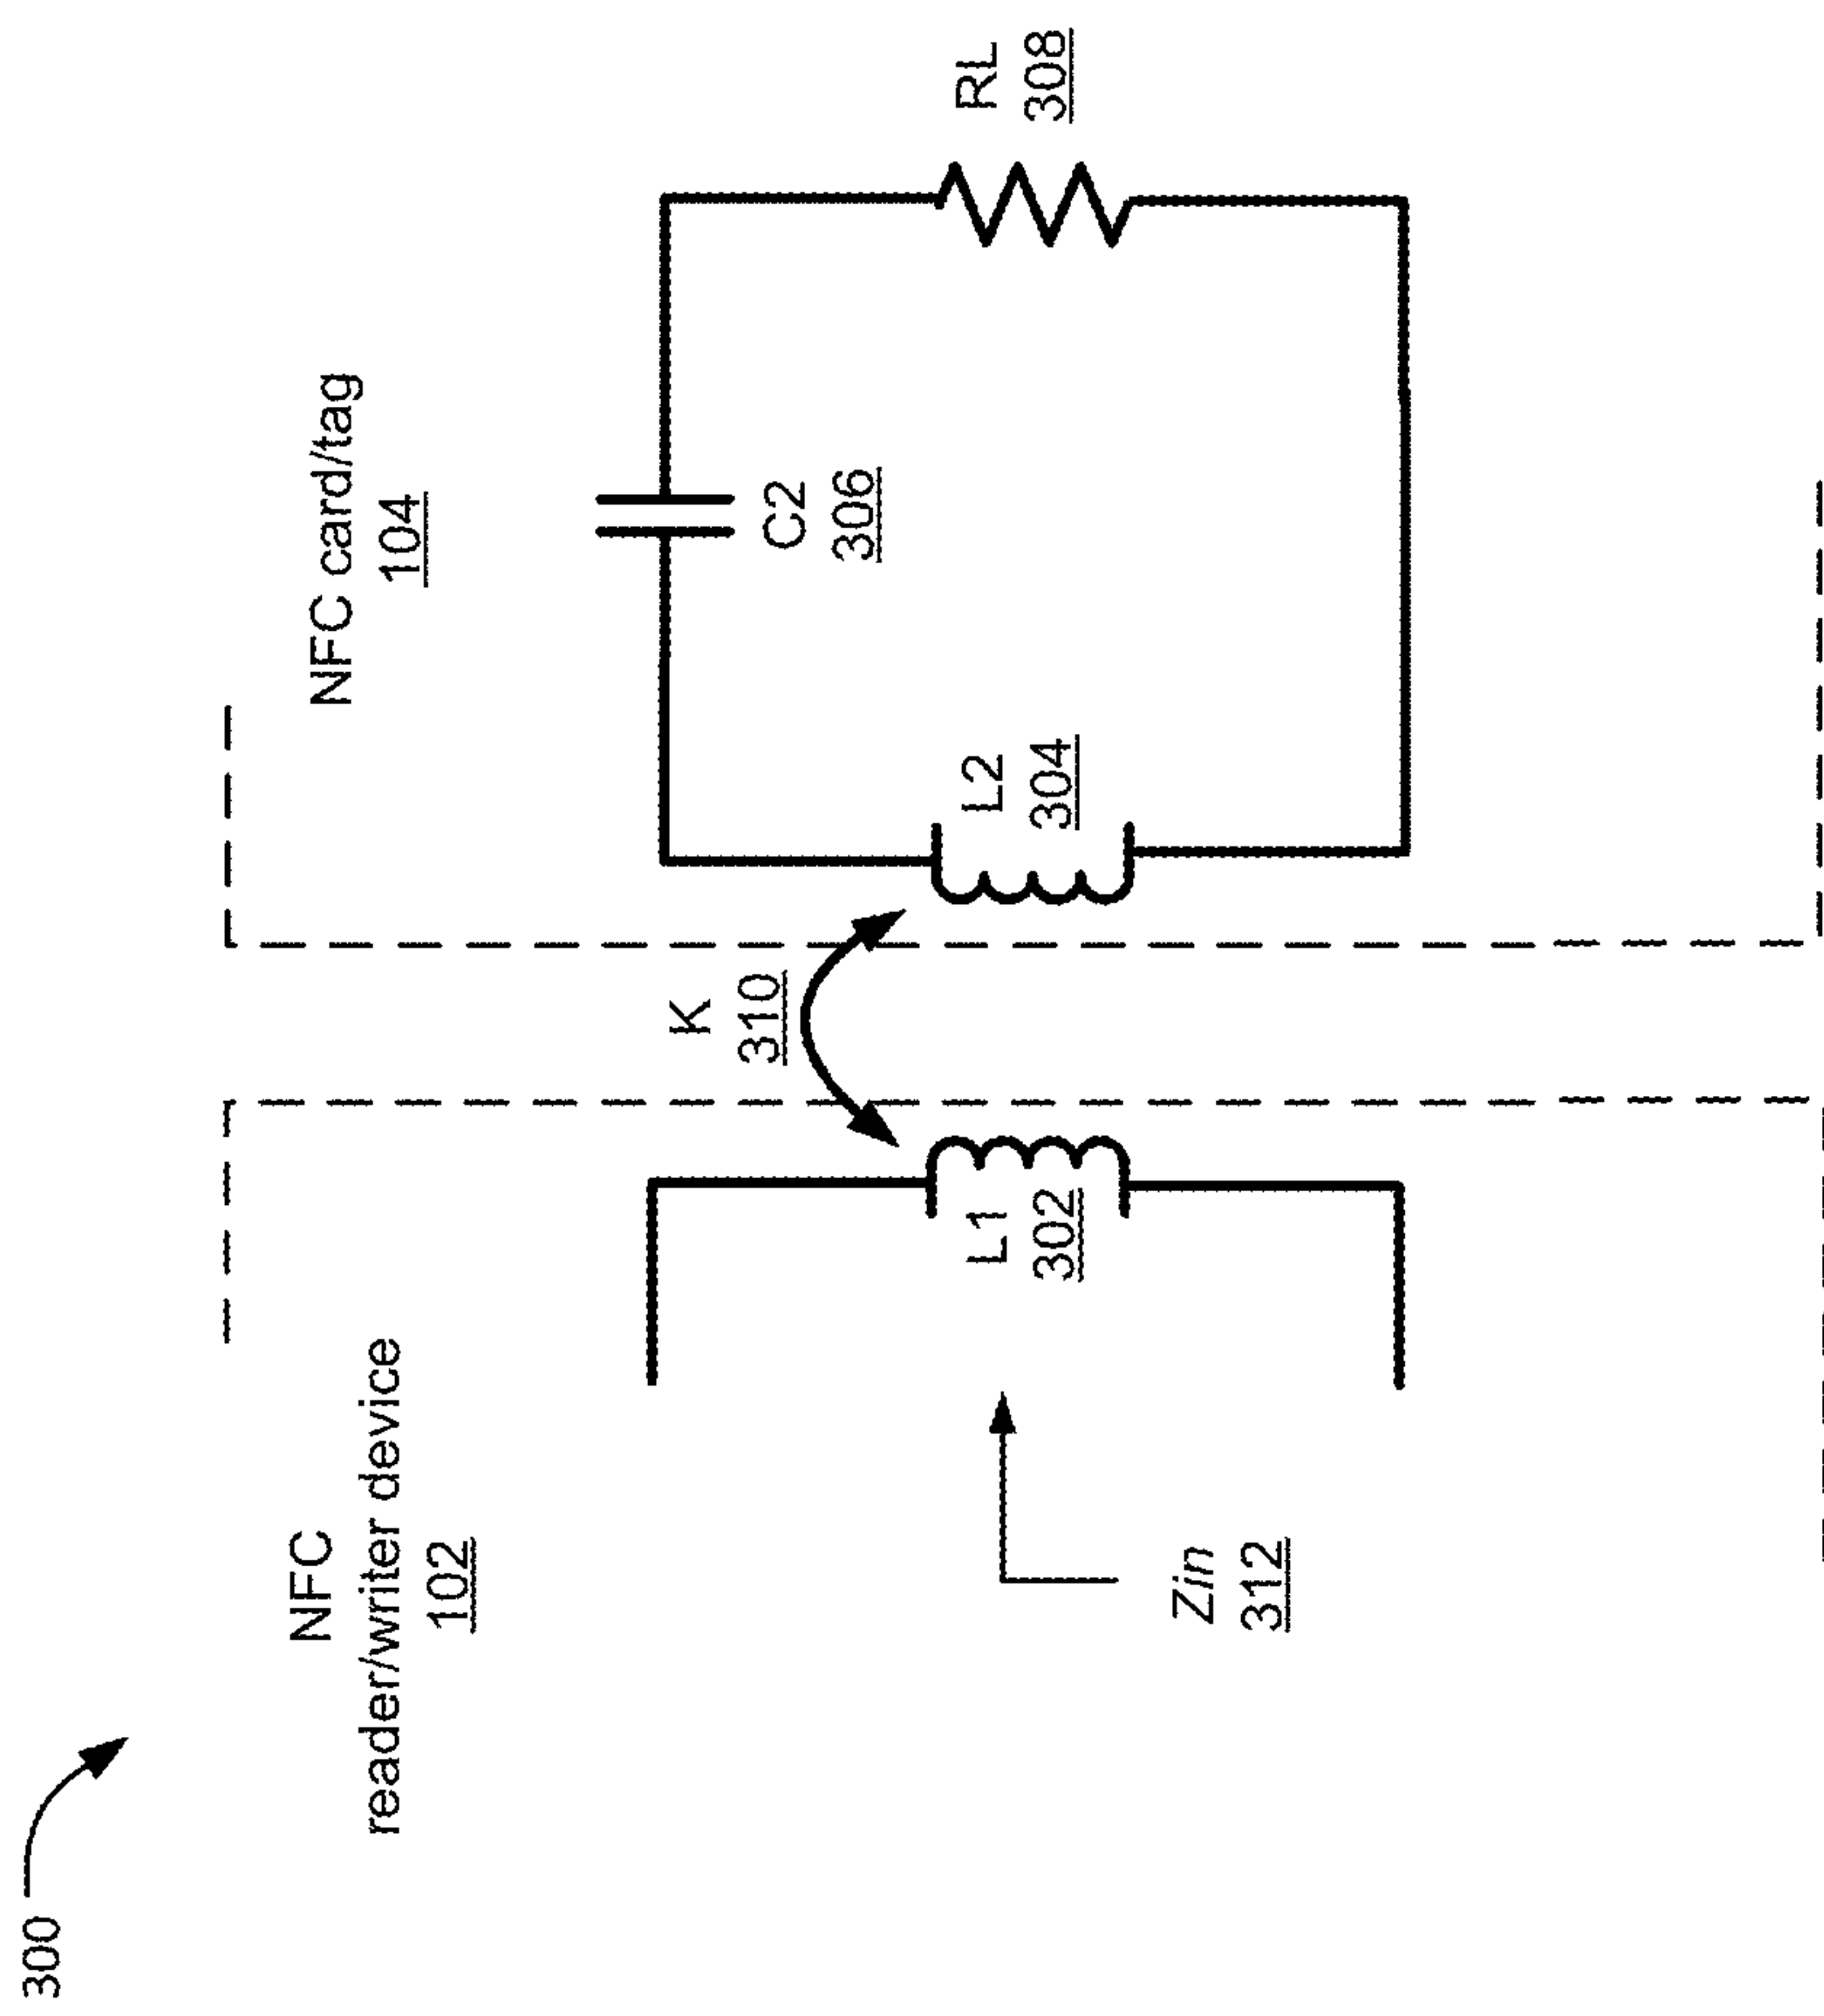 300
NFC
reader/writer device
102
NFC card/tag
104
K
310
C2
306
L1
302
L2
304
RL
308
Zin
312